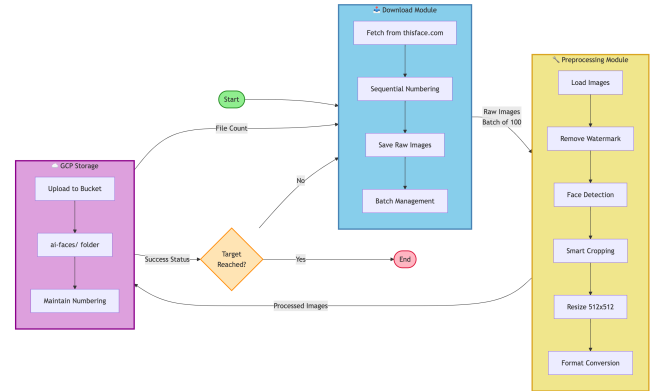 Download Module
Fetch from thisface.com
Sequential Numbering
Save Raw Images
Batch Management
Preprocessing Module
Load Images
Remove Watermark
Face Detection
Smart Cropping
Resize 512x512
Format Conversion
Start
File Count
Raw Images
Batch of 100
GCP Storage
Upload to Bucket
ai-faces/ folder
Maintain Numbering
No
Success Status
Target
Reached?
Yes
End
Processed Images